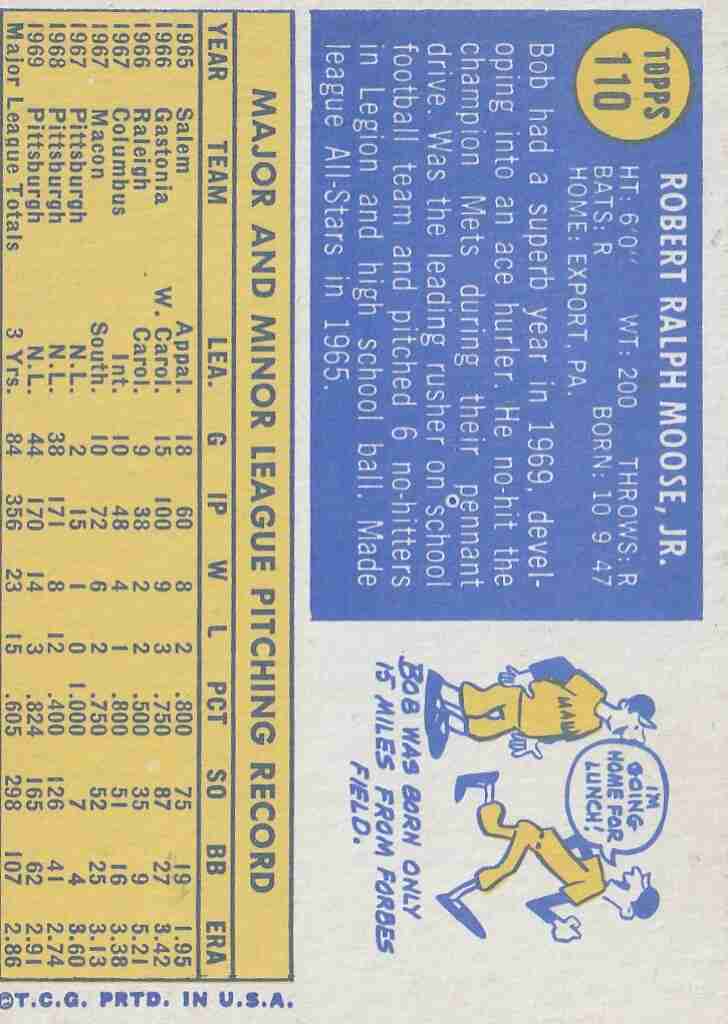 TOPPS
110
ROBERT RALPH MOOSE, JR.
HT: 6'0" WT: 200 THROWS: R
BATS: R BORN: 10 9 47
HOME: EXPORT, PA.
Bob had a superb year in 1969, devel-
oping into an ace hurler. He no-hit the
champion Mets during their pennant
drive. Was the leading rusher on school
football team and pitched 6 no-hitters
in Legion and high school ball. Made
league All-Stars in 1965.
I'M
GOING
HOME FOR
LUNCH!
MAW
BOB WAS BORN ONLY
15 MILES FROM FORBES
FIELD.
MAJOR AND MINOR LEAGUE PITCHING RECORD
YEAR TEAM LEA. G IP W L PCT SO BB ERA
1965 Salem Appal. 18 60 8 2 .800 75 19 1.95
1966 Gastonia W. Carol. 15 100 9 3 .750 87 27 3.42
1966 Raleigh Carol. 9 38 2 2 .500 35 9 5.21
1967 Columbus Int. 10 48 4 1 .800 51 16 3.38
1967 Macon South. 10 72 6 2 .750 52 25 3.13
1967 Pittsburgh N.L. 2 15 1 0 1.000 7 4 3.60
1968 Pittsburgh N.L. 38 171 8 12 .400 126 41 2.74
1969 Pittsburgh N.L. 44 170 14 3 .824 165 62 2.91
Major League Totals 3 Yrs. 84 356 23 15 .605 298 107 2.86
©T.C.G. PRTD. IN U.S.A.